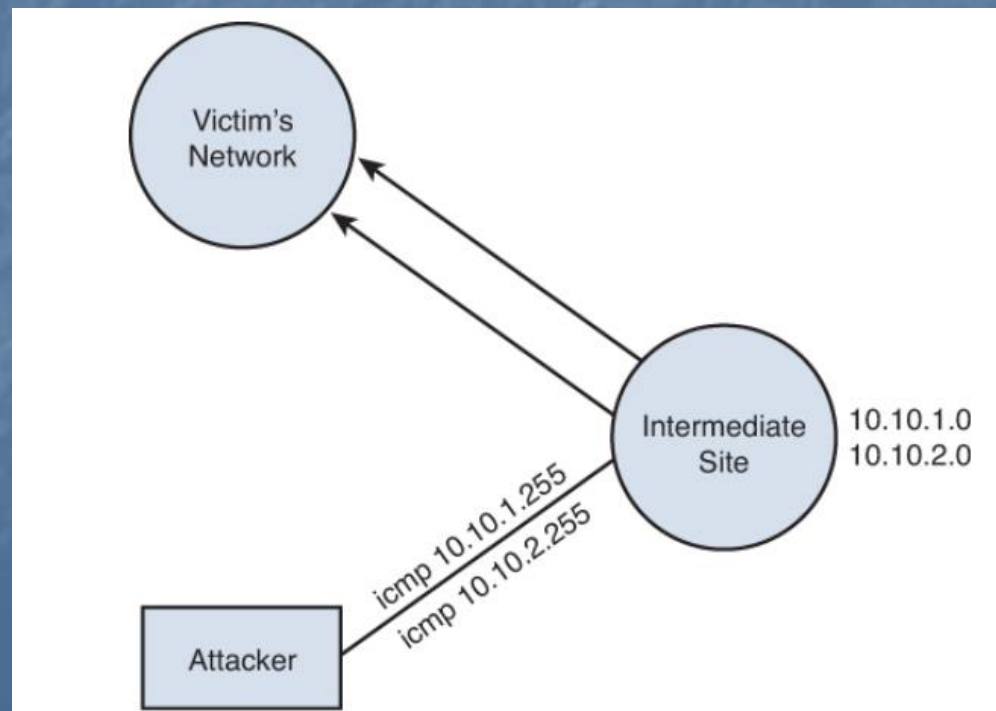 Victim's
Network
Intermediate
Site
10.10.1.0
10.10.2.0
icmp 10.10.1.255
icmp 10.10.2.255
Attacker